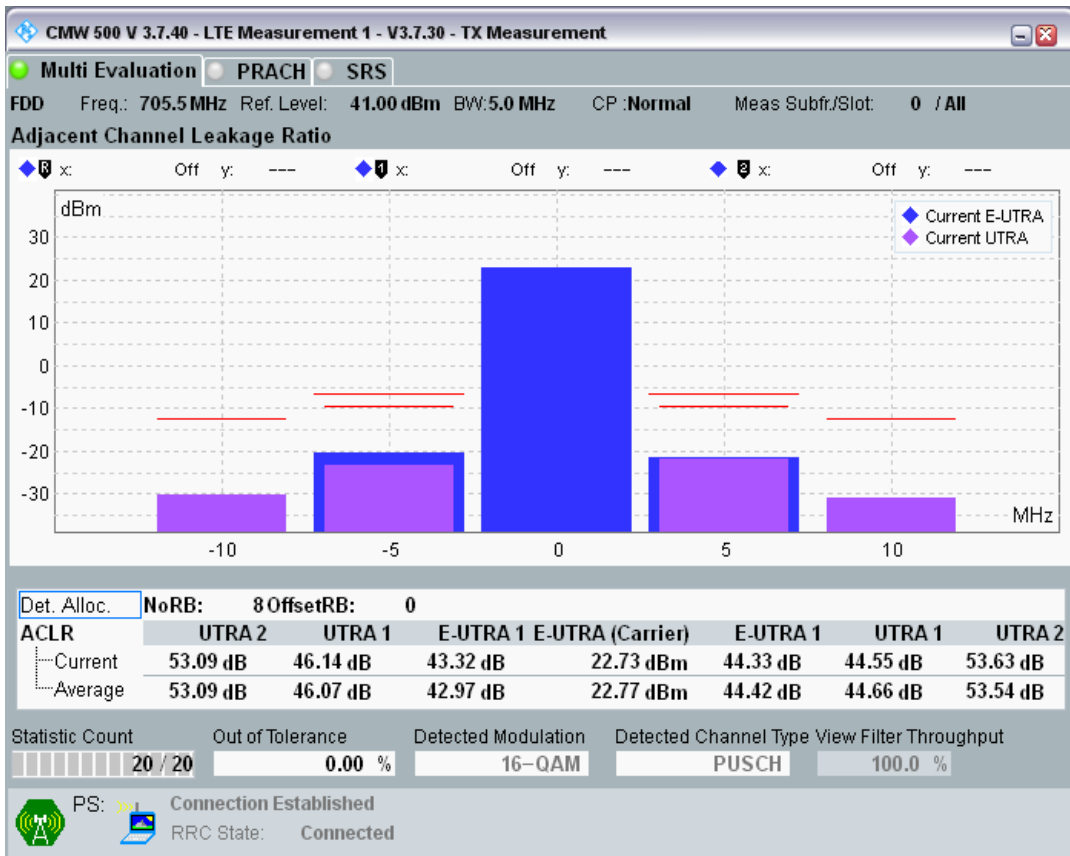 CMW 500 V 3.7.40 - LTE Measurement 1 - V3.7.30 - TX Measurement
Multi Evaluation PRACH SRS
FDD Freq.: 705.5 MHz Ref. Level: 41.00 dBm BW: 5.0 MHz CP : Normal Meas Subfr./Slot: 0 / All
Adjacent Channel Leakage Ratio
R x: Off y: --- 1 x: Off y: --- 2 x: Off y: ---
dBm
Current E-UTRA
Current UTRA
30
20
10
0
-10
-20
-30
MHz
-10 -5 0 5 10
Det. Alloc. NoRB: 8 OffsetRB: 0
ACLR UTRA 2 UTRA 1 E-UTRA 1 E-UTRA (Carrier) E-UTRA 1 UTRA 1 UTRA 2
Current 53.09 dB 46.14 dB 43.32 dB 22.73 dBm 44.33 dB 44.55 dB 53.63 dB
Average 53.09 dB 46.07 dB 42.97 dB 22.77 dBm 44.42 dB 44.66 dB 53.54 dB
Statistic Count Out of Tolerance Detected Modulation Detected Channel Type View Filter Throughput
20 / 20 0.00 % 16-QAM PUSCH 100.0 %
PS: Connection Established
RRC State: Connected